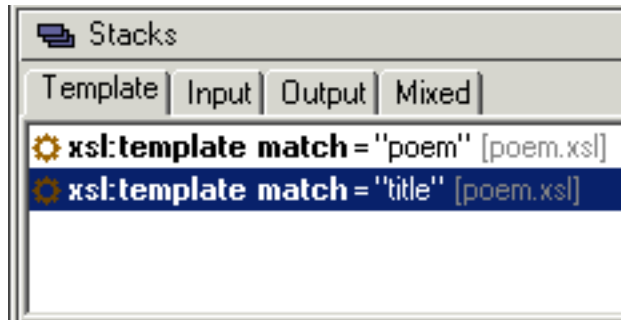 Stacks
Template Input Output Mixed
xsl:template match = "poem" [poem.xsl]
xsl:template match = "title" [poem.xsl]